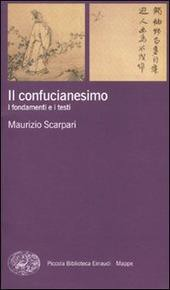 Il confucianesimo
I fondamenti e i testi
Maurizio Scarpari
Piccola Biblioteca Einaudi Mappe